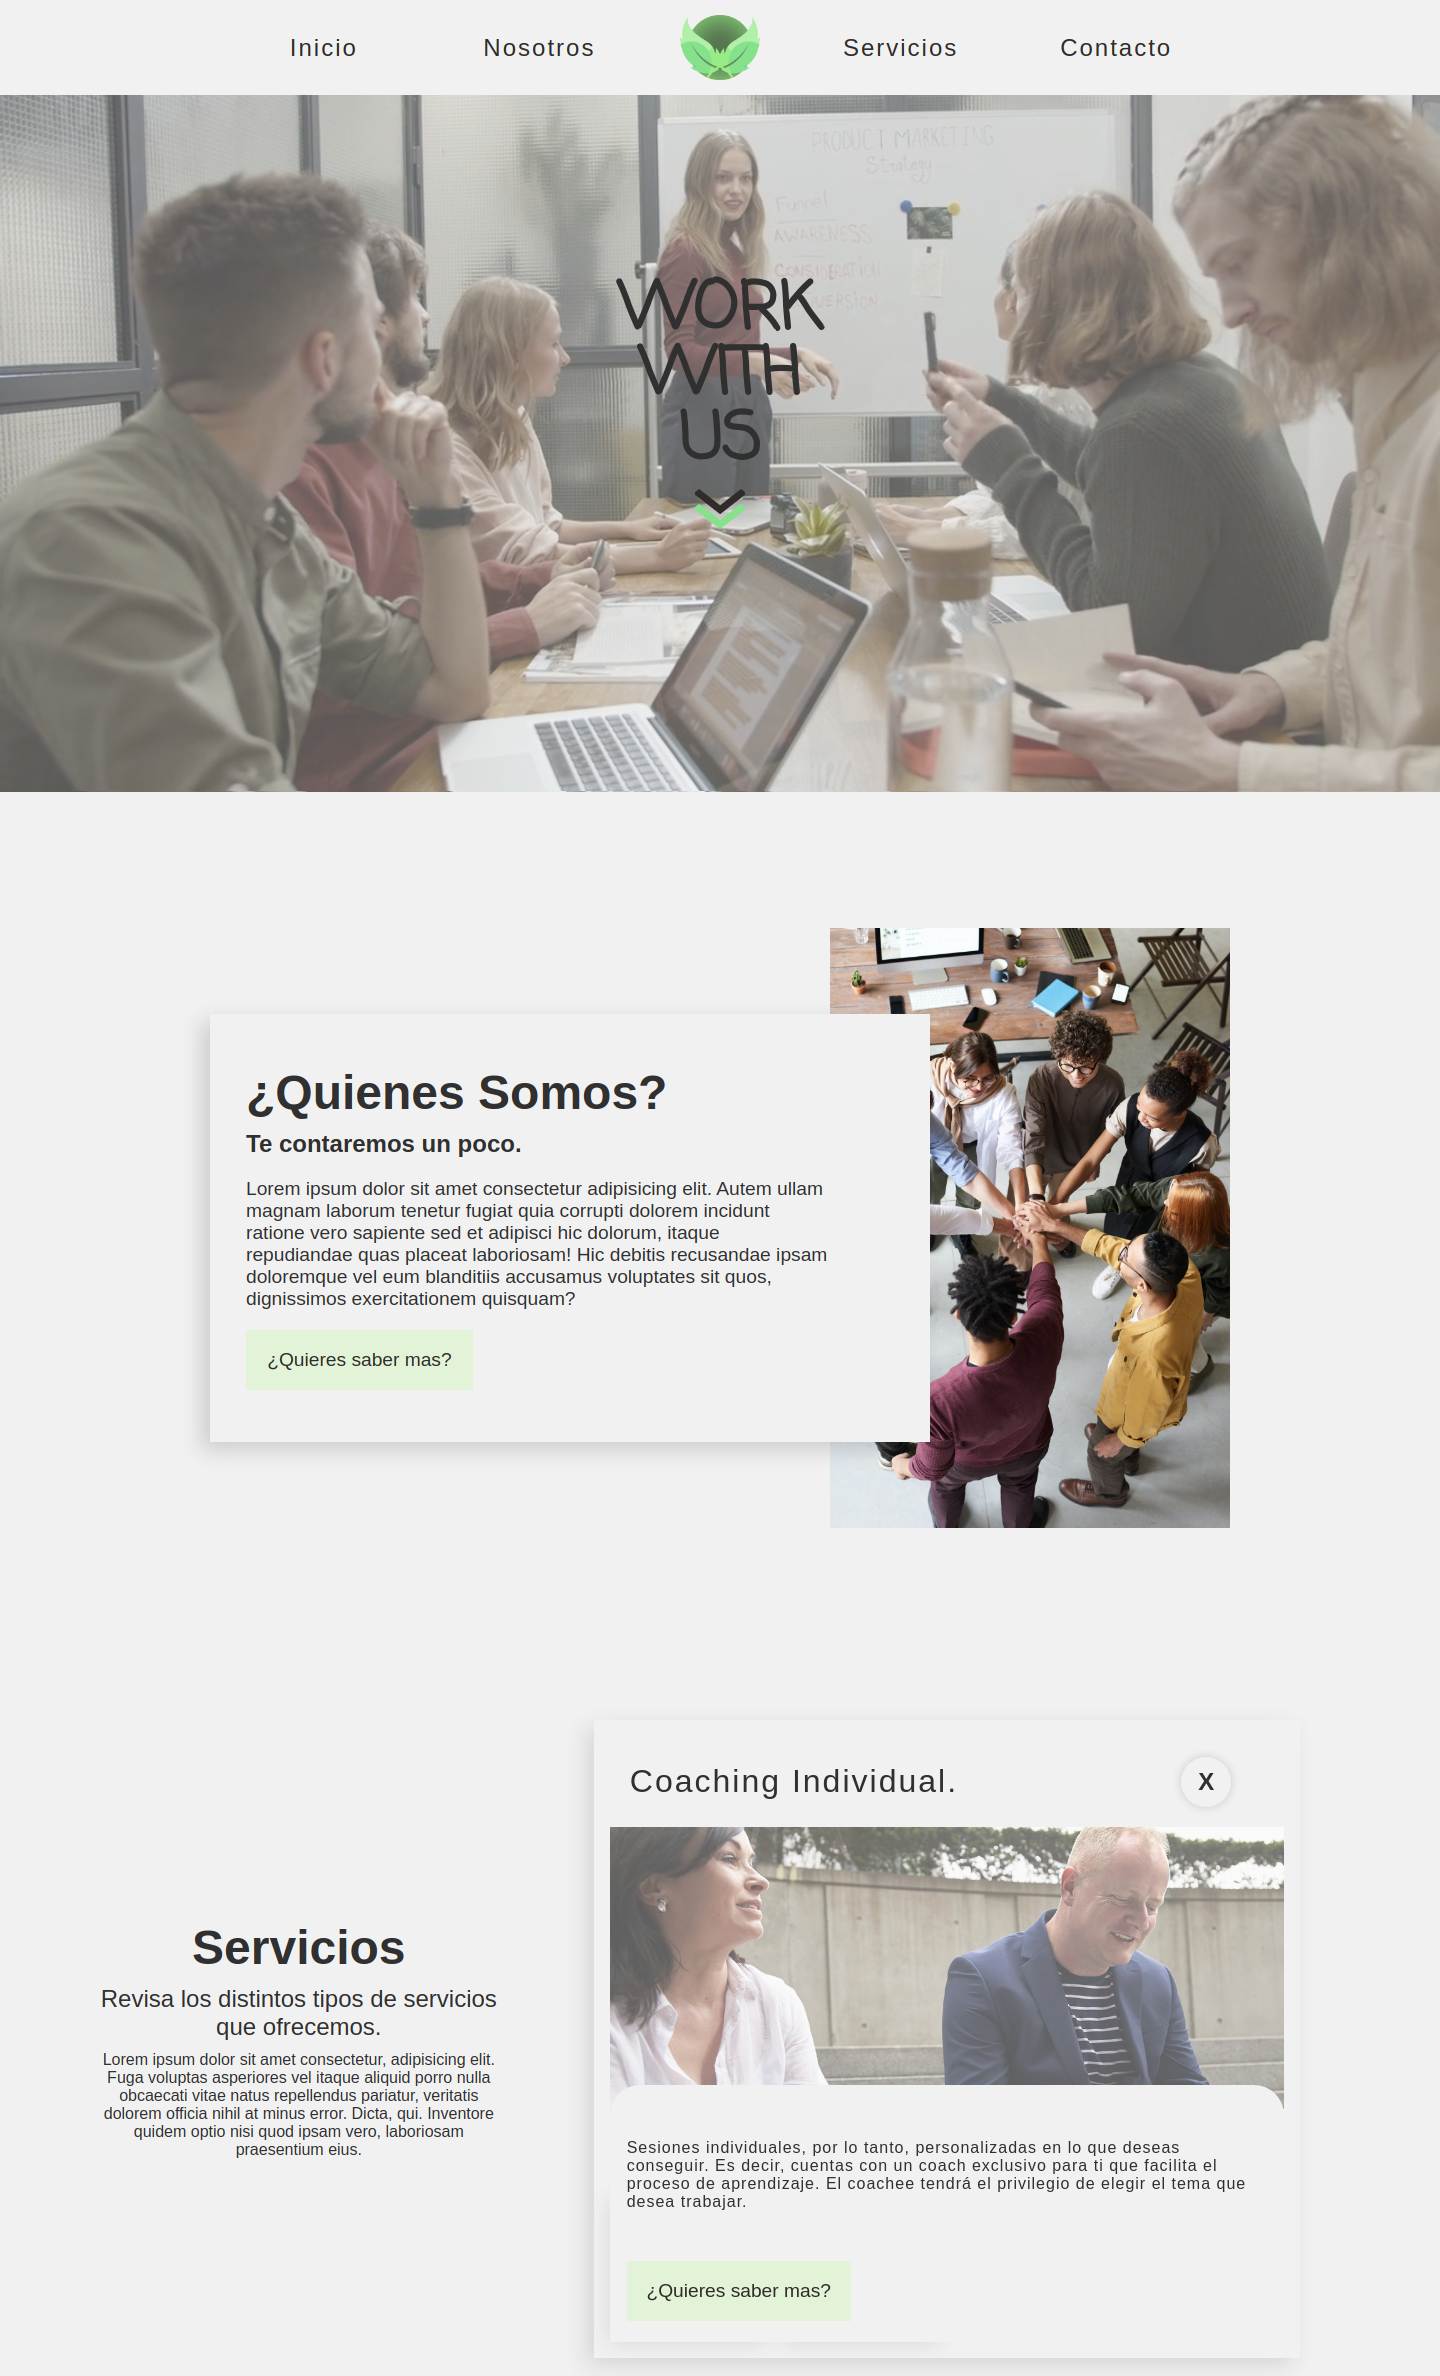 Inicio
Nosotros
Servicios
Contacto
PRODUCT MARKETING
Strategy
Funnel
AWARENESS
CONSIDERATION
WORK
WITH
US
¿Quienes Somos?
Te contaremos un poco.
Lorem ipsum dolor sit amet consectetur adipisicing elit. Autem ullam
magnam laborum tenetur fugiat quia corrupti dolorem incidunt
ratione vero sapiente sed et adipisci hic dolorum, itaque
repudiandae quas placeat laboriosam! Hic debitis recusandae ipsam
doloremque vel eum blanditiis accusamus voluptates sit quos,
dignissimos exercitationem quisquam?
¿Quieres saber mas?
Servicios
Revisa los distintos tipos de servicios
que ofrecemos.
Lorem ipsum dolor sit amet consectetur, adipisicing elit.
Fuga voluptas asperiores vel itaque aliquid porro nulla
obcaecati vitae natus repellendus pariatur, veritatis
dolorem officia nihil at minus error. Dicta, qui. Inventore
quidem optio nisi quod ipsam vero, laboriosam
praesentium eius.
Coaching Individual.
X
Sesiones individuales, por lo tanto, personalizadas en lo que deseas
conseguir. Es decir, cuentas con un coach exclusivo para ti que facilita el
proceso de aprendizaje. El coachee tendrá el privilegio de elegir el tema que
desea trabajar.
¿Quieres saber mas?